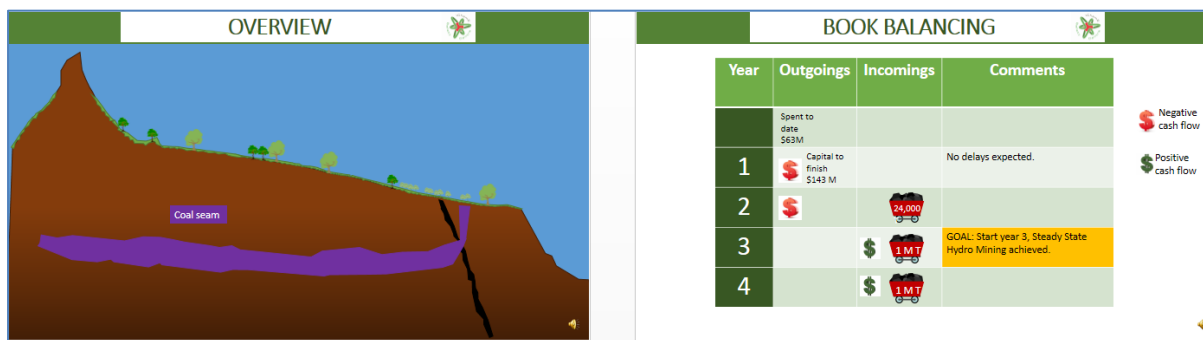 OVERVIEW
Coal seam
BOOK BALANCING
Year Outgoings Incomings Comments
Spent to
date
$63M
1 $ Capital to
finish
$143 M
No delays expected.
2 $ 24,000
3 $ 1 M T
GOAL: Start year 3, Steady State
Hydro Mining achieved.
4 $ 1 M T
$ Negative
cash flow
$ Positive
cash flow